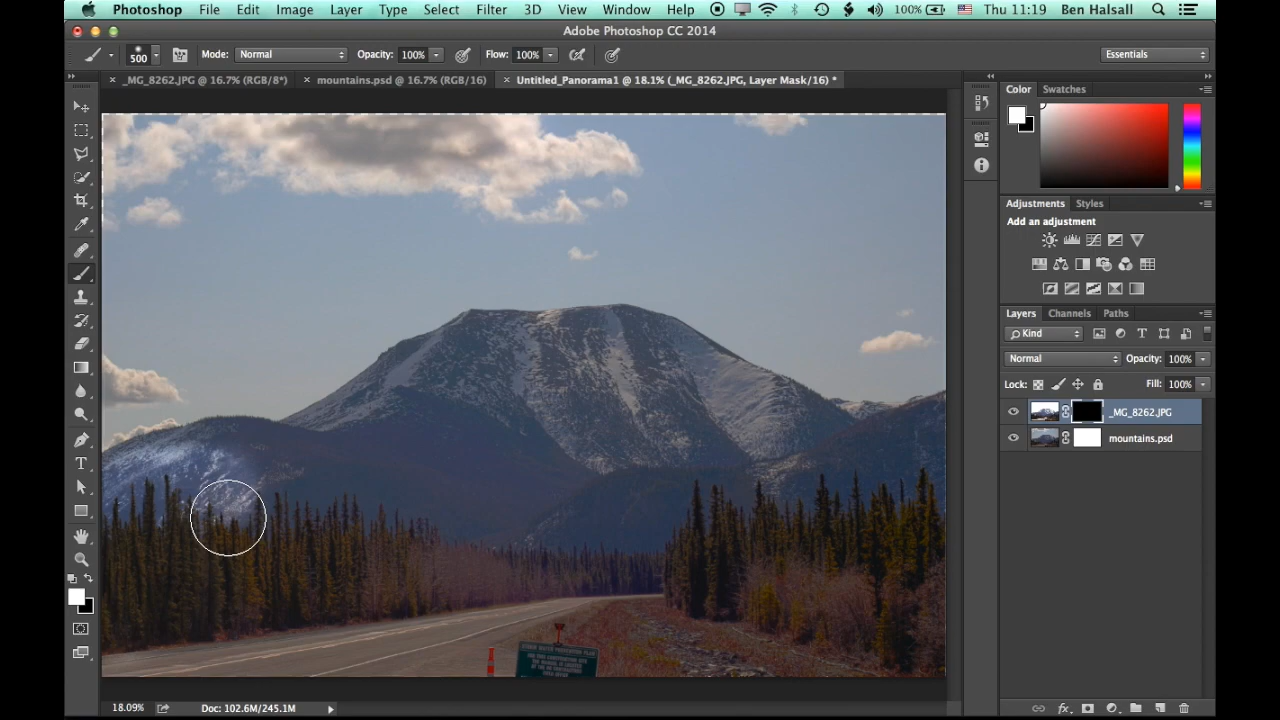 Photoshop File Edit Image Layer Type Select Filter 3D View Window Help 100% Thu 11:19 Ben Halsall
Adobe Photoshop CC 2014
500 Mode: Normal Opacity: 100% Flow: 100% Essentials
× _MG_8262.JPG @ 16.7% (RGB/8*) × mountains.psd @ 16.7% (RGB/16) × Untitled_Panorama1 @ 18.1% (_MG_8262.JPG, Layer Mask/16) *
Color Swatches
Adjustments Styles
Add an adjustment
Layers Channels Paths
Kind
Normal Opacity: 100%
Lock: Fill: 100%
_MG_8262.JPG
mountains.psd
18.09% Doc: 102.6M/245.1M